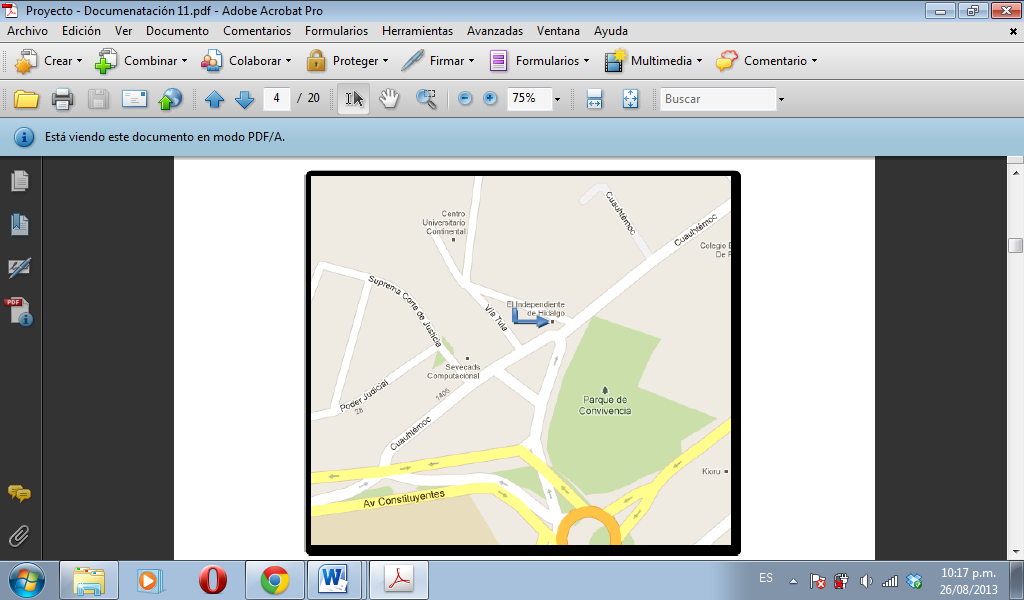 Proyecto - Documenatación 11.pdf - Adobe Acrobat Pro
Archivo Edición Ver Documento Comentarios Formularios Herramientas Avanzadas Ventana Ayuda
Crear Combinar Colaborar Proteger Firmar Formularios Multimedia Comentario
4 / 20 75% Buscar
Está viendo este documento en modo PDF/A.
PDF
Centro
Universitario
Continental
Cuauhtémoc
Cuauhtémoc
Colegio
De
Suprema Corte de Justicia
Vía Tula
El Independiente
de Hidalgo
Sevecads
Computacional
Poder Judicial
28
1405
Cuauhtémoc
Parque de
Convivencia
Kioru
Av Constituyentes
ES
10:17 p.m.
26/08/2013